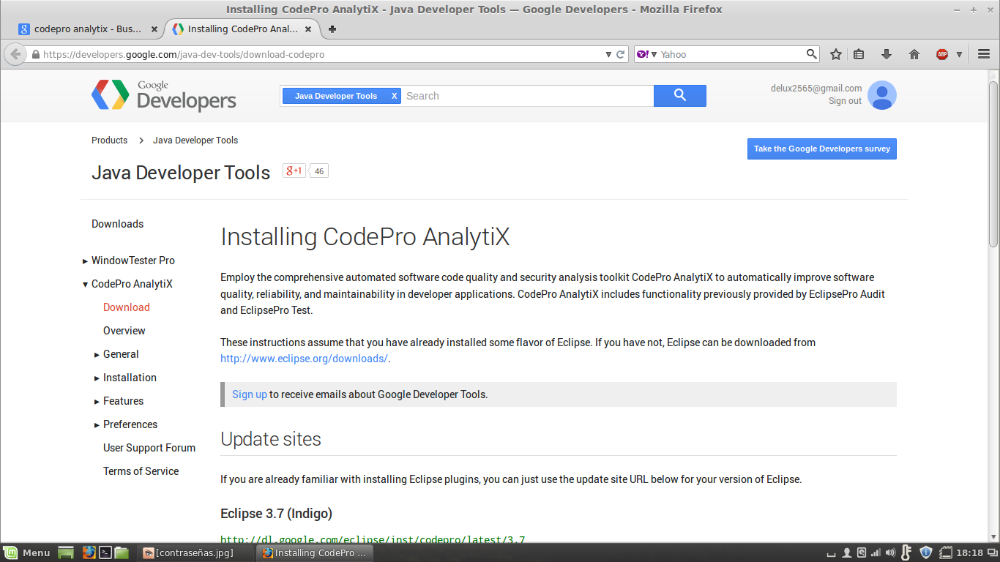 Installing CodePro AnalytiX - Java Developer Tools — Google Developers - Mozilla Firefox
codepro analytix - Bus...
Installing CodePro Anal...
https://developers.google.com/java-dev-tools/download-codepro
Y!
Yahoo
ABP
Google
Developers
Java Developer Tools X
Search
delux2565@gmail.com
Sign out
Products > Java Developer Tools
Take the Google Developers survey
Java Developer Tools
g+1
46
Downloads
WindowTester Pro
CodePro AnalytiX
Download
Overview
General
Installation
Features
Preferences
User Support Forum
Terms of Service
Installing CodePro AnalytiX
Employ the comprehensive automated software code quality and security analysis toolkit CodePro AnalytiX to automatically improve software
quality, reliability, and maintainability in developer applications. CodePro AnalytiX includes functionality previously provided by EclipsePro Audit
and EclipsePro Test.
These instructions assume that you have already installed some flavor of Eclipse. If you have not, Eclipse can be downloaded from
http://www.eclipse.org/downloads/.
Sign up to receive emails about Google Developer Tools.
Update sites
If you are already familiar with installing Eclipse plugins, you can just use the update site URL below for your version of Eclipse.
Eclipse 3.7 (Indigo)
http://dl.google.com/eclipse/inst/codepro/latest/3.7
Menu
[contraseñas.jpg]
Installing CodePro ...
18:18